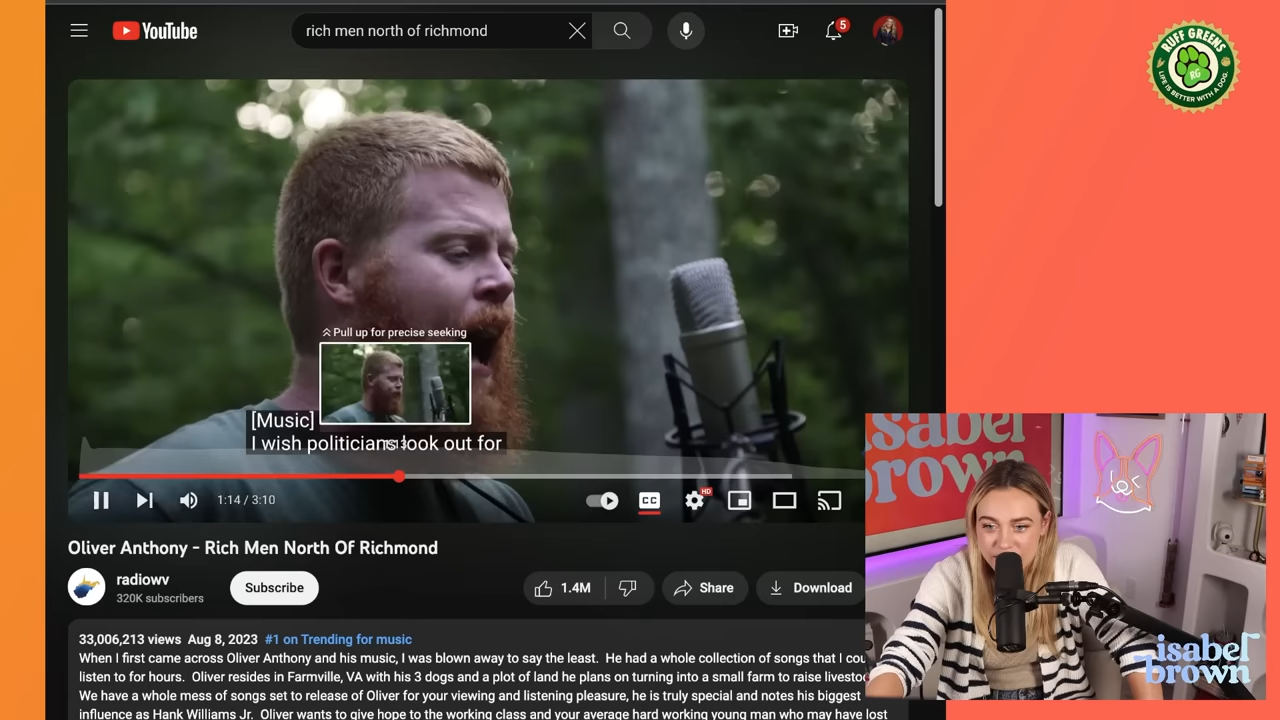 YouTube
rich men north of richmond
5
RUFF GREENS
RG
LIFE IS BETTER WITH A DOG.
Pull up for precise seeking
[Music]
I wish politicians look out for
1:14 / 3:10
CC
HD
Oliver Anthony - Rich Men North Of Richmond
radiowv
320K subscribers
Subscribe
1.4M
Share
Download
33,006,213 views Aug 8, 2023 #1 on Trending for music
When I first came across Oliver Anthony and his music, I was blown away to say the least. He had a whole collection of songs that I cou
listen to for hours. Oliver resides in Farmville, VA with his 3 dogs and a plot of land he plans on turning into a small farm to raise livesto
We have a whole mess of songs set to release of Oliver for your viewing and listening pleasure, he is truly special and notes his biggest
influence as Hank Williams Jr. Oliver wants to give hope to the working class and your average hard working young man who may have lost
isabel
brown
isabel
brown